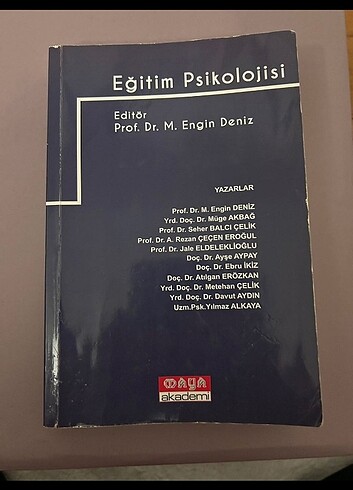 Eğitim Psikolojisi
Editör
Prof. Dr. M. Engin Deniz
YAZARLAR
Prof. Dr. M. Engin DENİZ
Yrd. Doç. Dr. Müge AKBAĞ
Prof. Dr. Seher BALCI ÇELİK
Prof. Dr. A. Rezan ÇEÇEN EROĞUL
Prof. Dr. Jale ELDELEKLİOĞLU
Doç. Dr. Ayşe AYPAY
Doç. Dr. Ebru İKİZ
Doç. Dr. Atılgan ERÖZKAN
Yrd. Doç. Dr. Metehan ÇELİK
Yrd. Doç. Dr. Davut AYDIN
Uzm.Psk.Yılmaz ALKAYA
maya
akademi